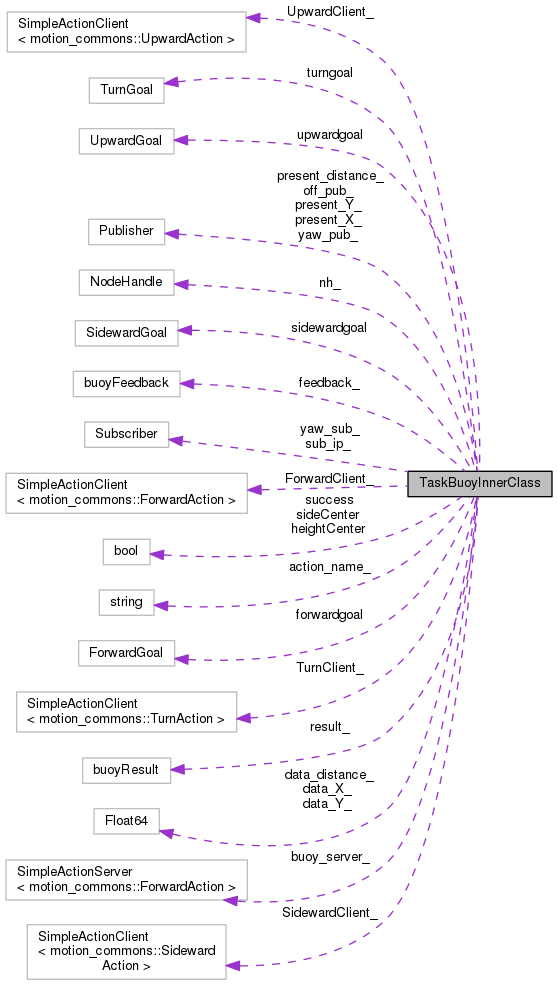 UpwardClient_
SimpleActionClient
< motion_commons::UpwardAction >
turngoal
TurnGoal
upwardgoal
UpwardGoal
present_distance_
off_pub_
present_Y_
present_X_
yaw_pub_
Publisher
nh_
NodeHandle
sidewardgoal
SidewardGoal
feedback_
buoyFeedback
yaw_sub_
sub_ip_
Subscriber
TaskBuoyInnerClass
ForwardClient_
SimpleActionClient
< motion_commons::ForwardAction >
success
sideCenter
heightCenter
bool
action_name_
string
forwardgoal
ForwardGoal
TurnClient_
SimpleActionClient
< motion_commons::TurnAction >
result_
buoyResult
data_distance_
data_X_
data_Y_
Float64
buoy_server_
SimpleActionServer
< motion_commons::ForwardAction >
SidewardClient_
SimpleActionClient
< motion_commons::Sideward
Action >